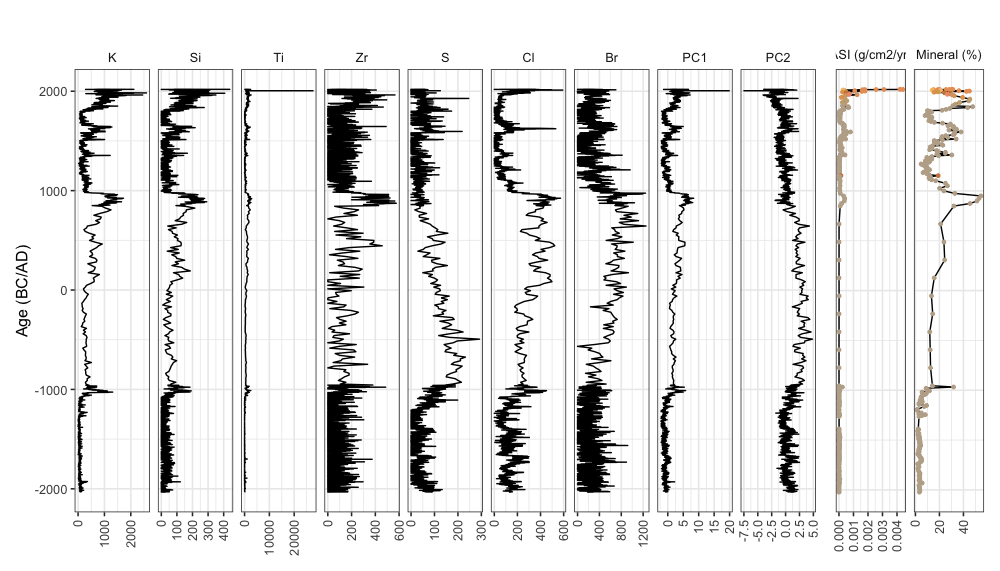 K Si Ti Zr S Cl Br PC1 PC2 ASI (g/cm2/yr Mineral (%)
Age (BC/AD)
2000
1000
0
-1000
-2000
0 1000 2000
0 100 200 300 400
0 10000 20000
0 200 400 600
0 100 200 300
0 200 400 600
0 400 800 1200
0 5 10 15 20
-7.5 -5.0 -2.5 0.0 2.5 5.0
0.000 0.001 0.002 0.003 0.004
0 20 40